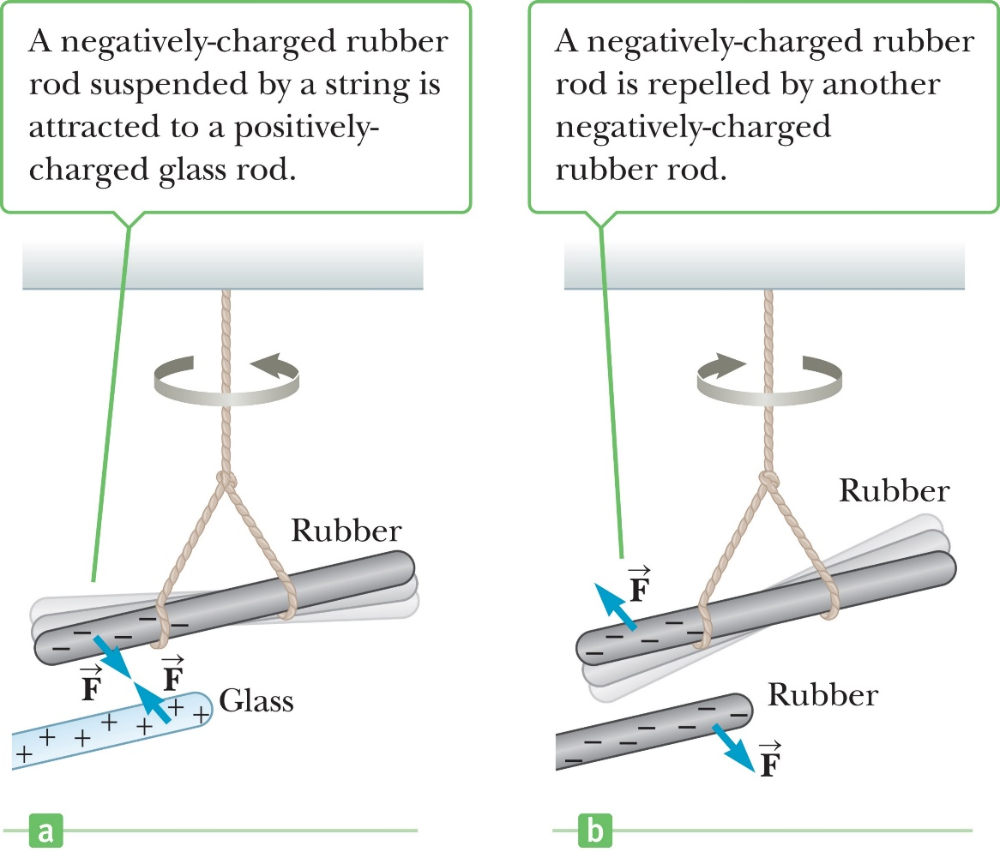 A negatively-charged rubber
rod suspended by a string is
attracted to a positively-
charged glass rod.
A negatively-charged rubber
rod is repelled by another
negatively-charged
rubber rod.
Rubber
− − − − −
F⃗
F⃗
Glass
+ + + + + + +
a
Rubber
F⃗
− − − − −
Rubber
− − − − − − −
F⃗
b